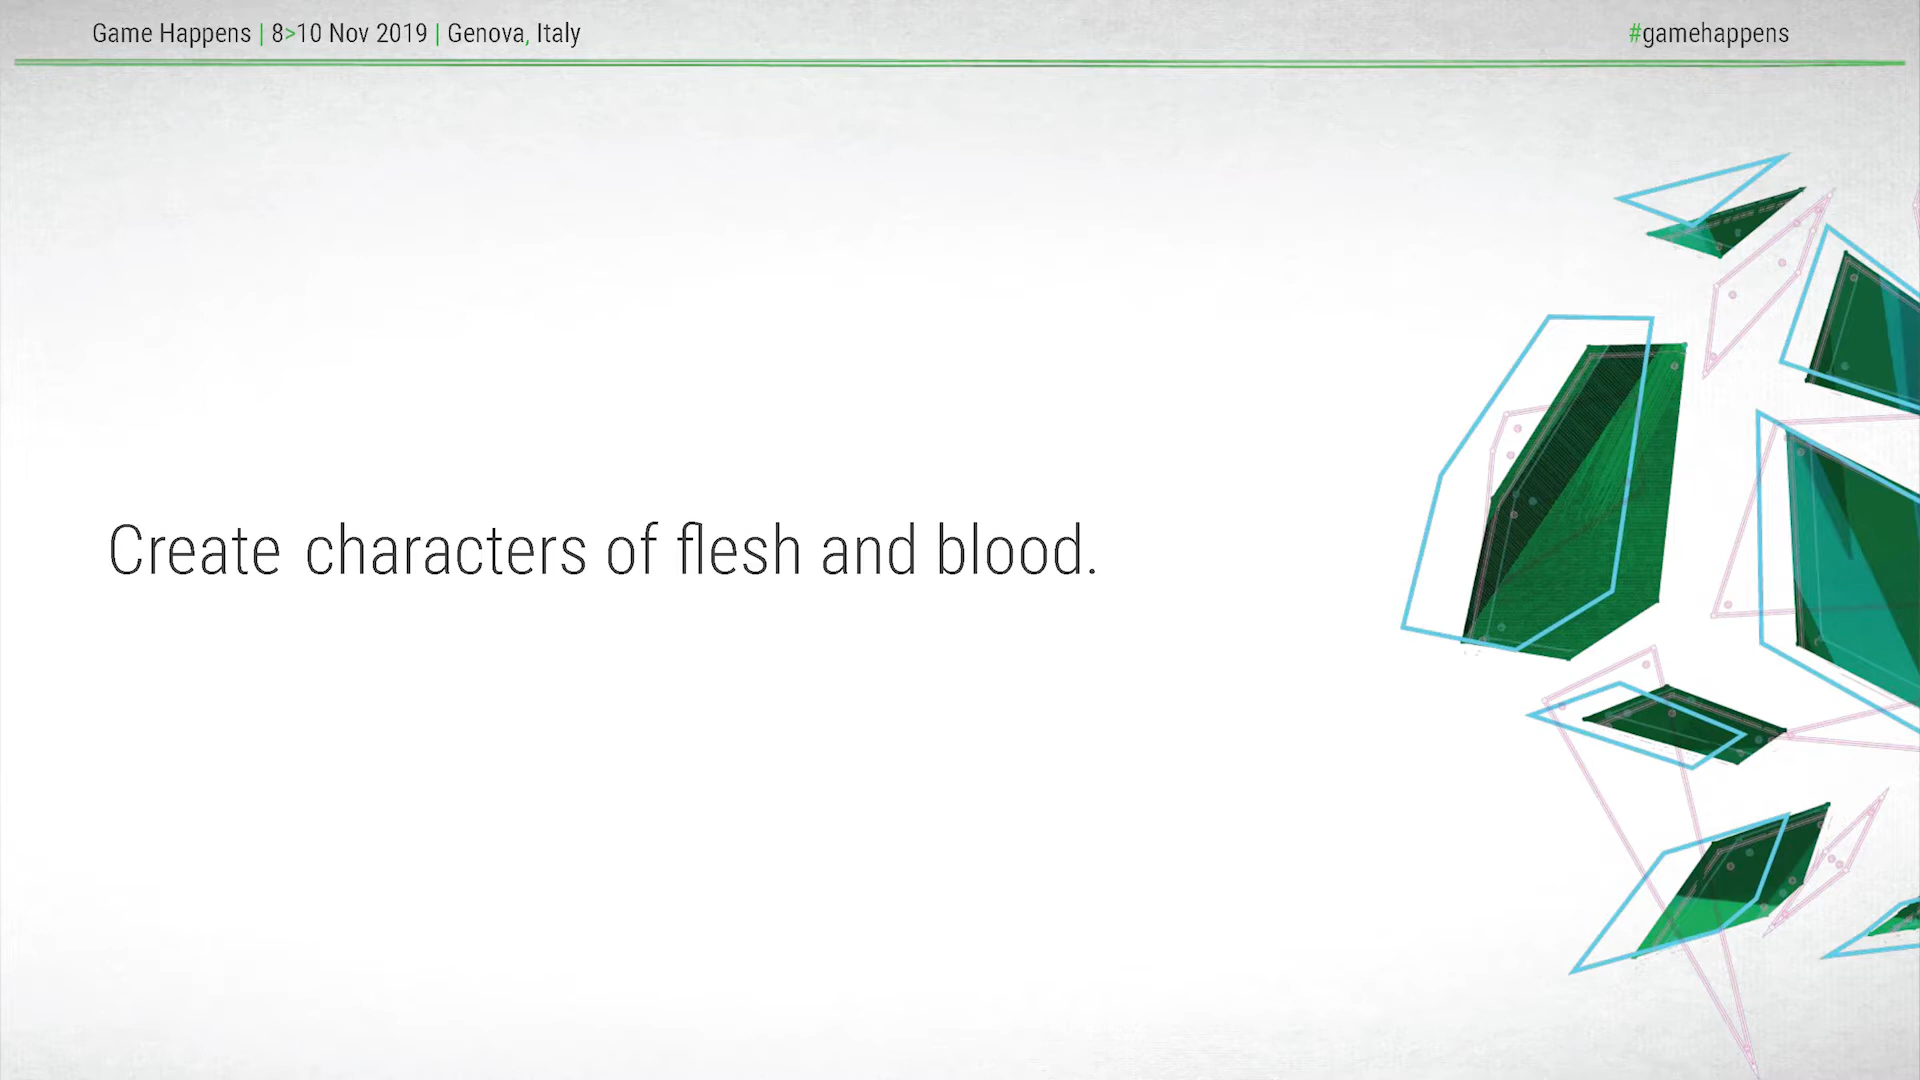 Game Happens | 8>10 Nov 2019 | Genova, Italy
#gamehappens
Create characters of flesh and blood.